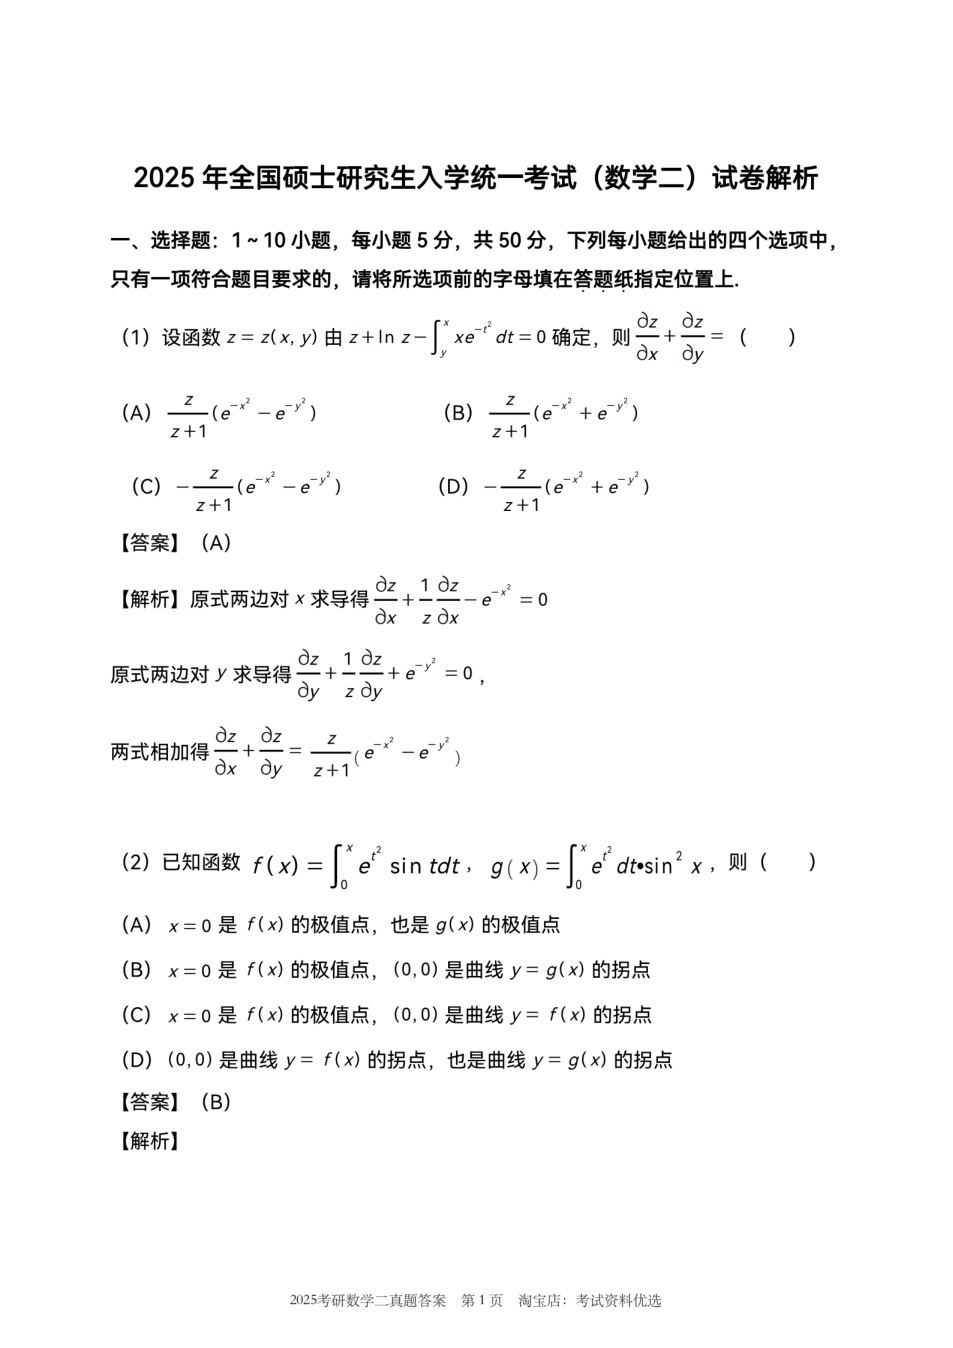 2025 年全国硕士研究生入学统一考试（数学二）试卷解析
一、选择题：1 ~ 10 小题，每小题 5 分，共 50 分，下列每小题给出的四个选项中，
只有一项符合题目要求的，请将所选项前的字母填在答题纸指定位置上.
（1）设函数 z = z(x, y) 由 z + ln z − ∫_y^x xe^{−t²} dt = 0 确定，则 ∂z/∂x + ∂z/∂y = （　　）
（A） z/(z+1) (e^{−x²} − e^{−y²})　　（B） z/(z+1) (e^{−x²} + e^{−y²})
（C） − z/(z+1) (e^{−x²} − e^{−y²})　　（D） − z/(z+1) (e^{−x²} + e^{−y²})
【答案】（A）
【解析】原式两边对 x 求导得 ∂z/∂x + 1/z ∂z/∂x − e^{−x²} = 0
原式两边对 y 求导得 ∂z/∂y + 1/z ∂z/∂y + e^{−y²} = 0 ，
两式相加得 ∂z/∂x + ∂z/∂y = z/(z+1) (e^{−x²} − e^{−y²})
（2）已知函数 f(x) = ∫_0^x e^{t²} sin tdt ，g(x) = ∫_0^x e^{t²} dt•sin² x ，则（　　）
（A） x = 0 是 f(x) 的极值点，也是 g(x) 的极值点
（B） x = 0 是 f(x) 的极值点，(0,0) 是曲线 y = g(x) 的拐点
（C） x = 0 是 f(x) 的极值点，(0,0) 是曲线 y = f(x) 的拐点
（D）(0,0) 是曲线 y = f(x) 的拐点，也是曲线 y = g(x) 的拐点
【答案】（B）
【解析】
2025考研数学二真题答案　第 1 页　淘宝店：考试资料优选